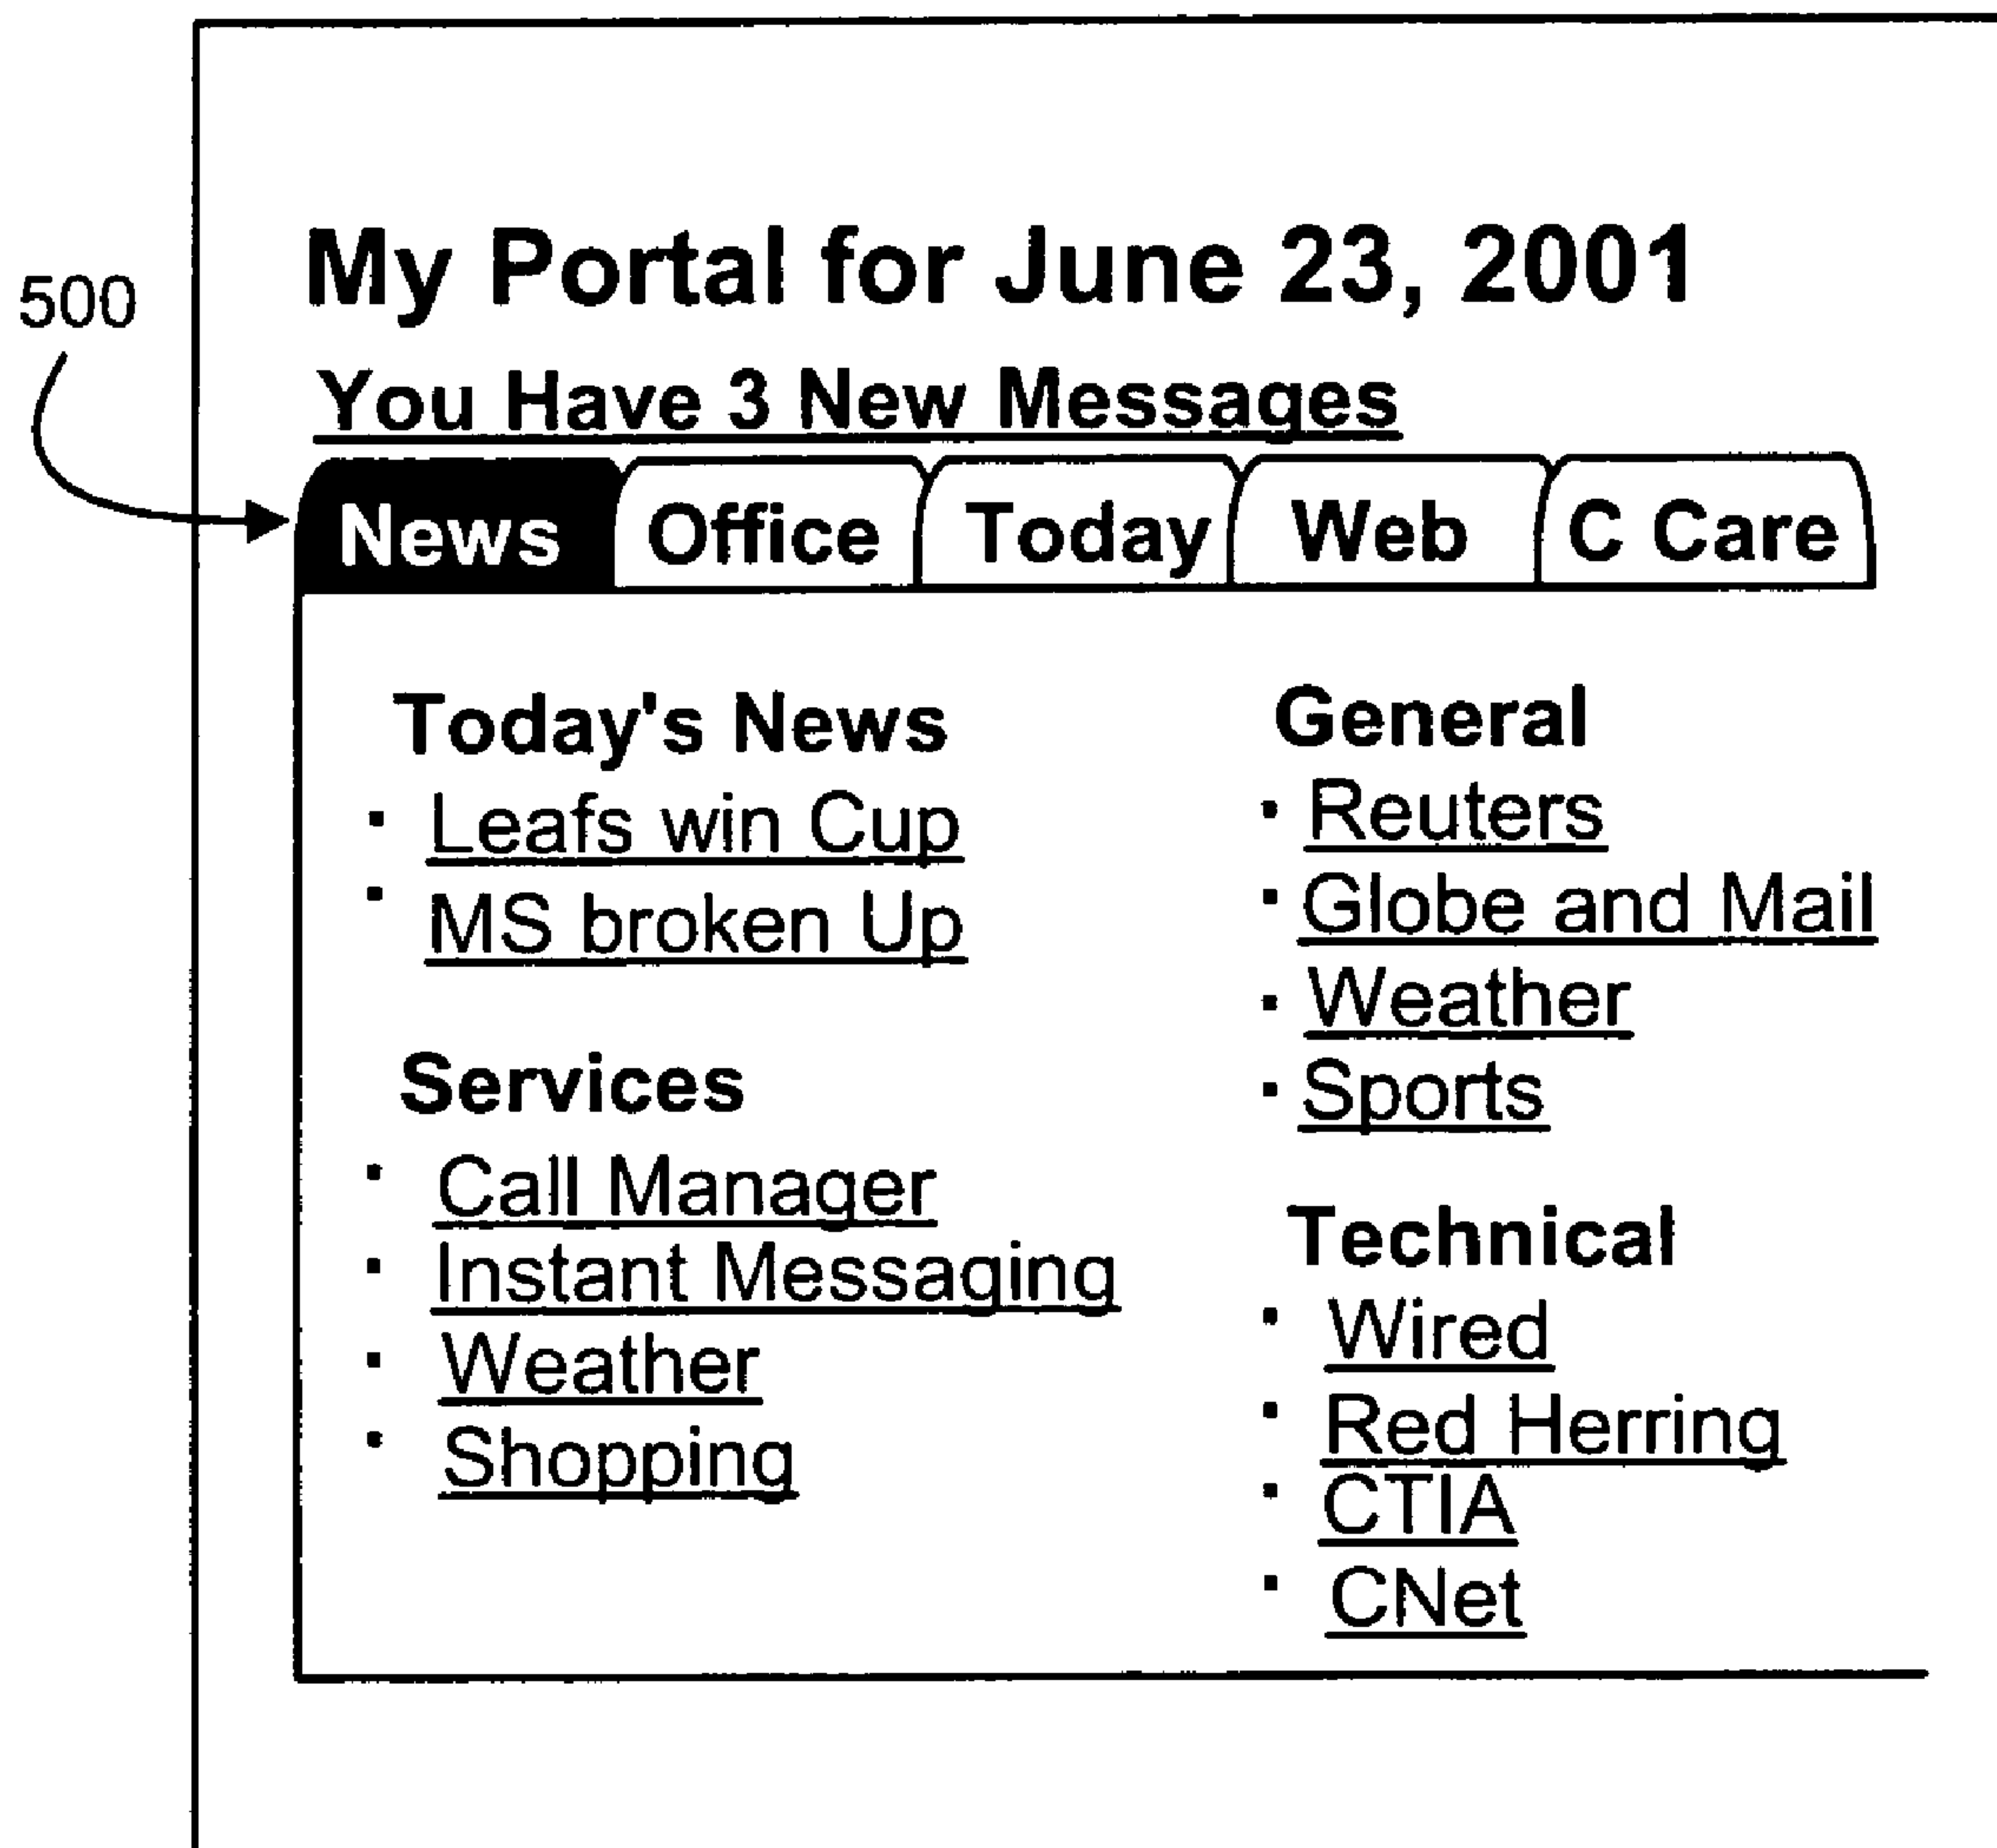 My Portal for June 23, 2001
500
You Have 3 New Messages
News Office Today Web C Care
Today's News
· Leafs win Cup
· MS broken Up
Services
· Call Manager
· Instant Messaging
· Weather
· Shopping
General
· Reuters
· Globe and Mail
· Weather
· Sports
Technical
· Wired
· Red Herring
· CTIA
· CNet